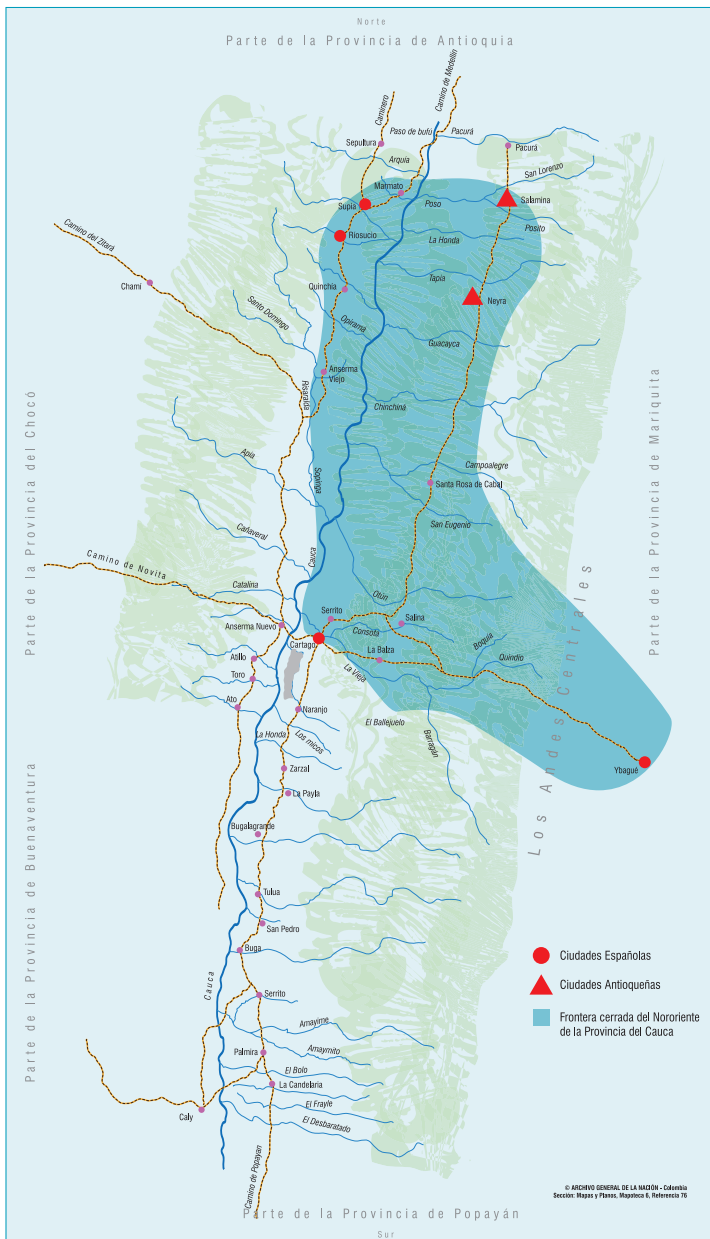 Norte
Parte de la Provincia de Antioquia
Camino de Medellin
Caminero
Paso de bufú
Pacurá
Sepultura
Pacurá
Arquia
San Lorenzo
Marmato
Supia
Poso
Salamina
Riosucio
La Honda
Posito
Camino del Zitará
Tapia
Chami
Quinchia
Neyra
Santo Domingo
Opirama
Guacayca
Anserma
Viejo
Risaralda
Chinchina
Parte de la Provincia del Chocó
Parte de la Provincia de Mariquita
Apia
Sopinga
Campoalegre
Santa Rosa de Cabal
Cañaveral
San Eugenio
Camino de Novita
Cauca
Catalina
Otún
Serrito
Salina
Anserma Nuevo
Consota
Cartago
Boquia
Atillo
La Balza
Quindio
Toro
La Vieja
Ato
Naranjo
El Ballejuelo
Barragán
La Honda
Los micos
Los Andes Centrales
Ybagué
Zarzal
La Payla
Bugalagrande
Parte de la Provincia de Buenaventura
Tulua
San Pedro
Buga
Cauca
Serrito
Amayime
Amaymito
Palmira
El Bolo
La Candelaria
El Frayle
Caly
El Desbaratado
Camino de Popayan
Ciudades Españolas
Ciudades Antioqueñas
Frontera cerrada del Nororiente
de la Provincia del Cauca
© ARCHIVO GENERAL DE LA NACIÓN - Colombia
Sección: Mapas y Planos, Mapoteca 6, Referencia 76
Parte de la Provincia de Popayán
Sur